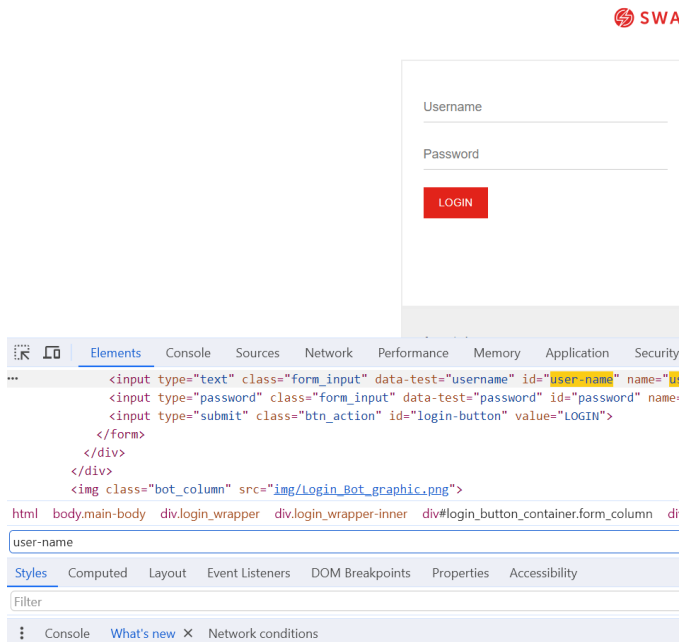 SWA
Username
Password
LOGIN
Elements Console Sources Network Performance Memory Application Security
··· <input type="text" class="form_input" data-test="username" id="user-name" name="us
<input type="password" class="form_input" data-test="password" id="password" name=
<input type="submit" class="btn_action" id="login-button" value="LOGIN">
</form>
</div>
</div>
<img class="bot_column" src="img/Login_Bot_graphic.png">
html body.main-body div.login_wrapper div.login_wrapper-inner div#login_button_container.form_column di
user-name
Styles Computed Layout Event Listeners DOM Breakpoints Properties Accessibility
Filter
Console What's new × Network conditions